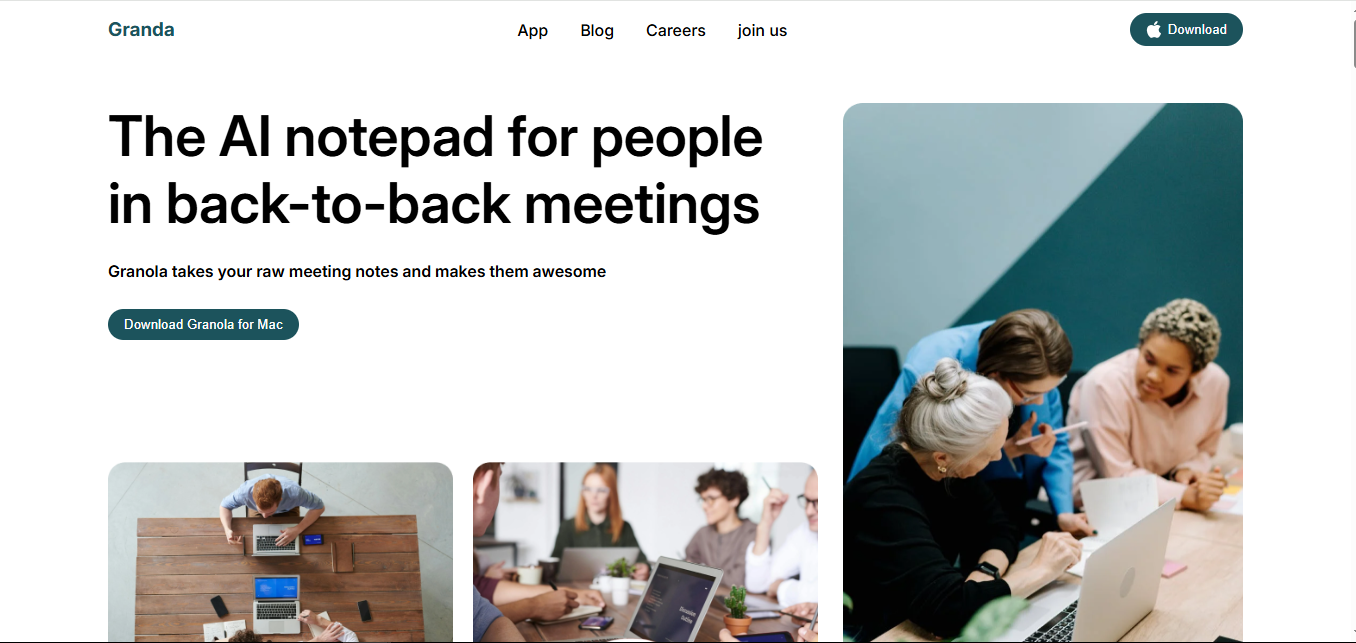 Granda
App Blog Careers join us
Download
The AI notepad for people
in back-to-back meetings
Granola takes your raw meeting notes and makes them awesome
Download Granola for Mac